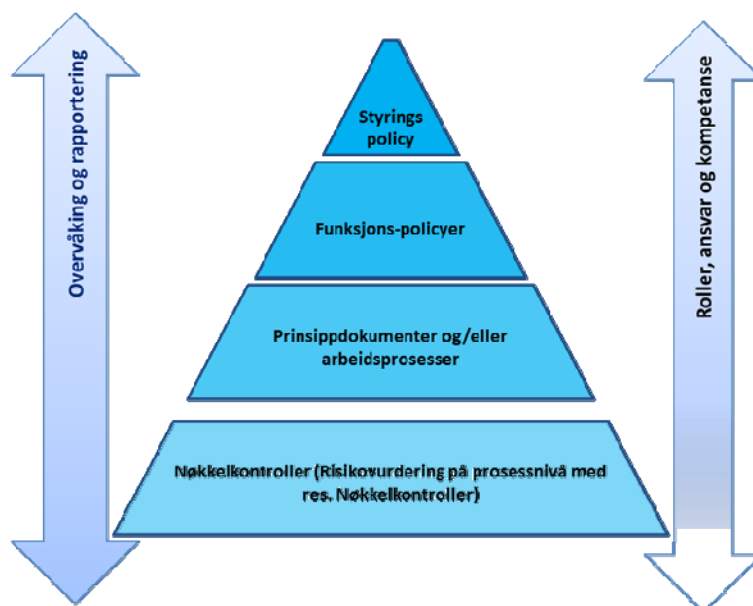 Overvåking og rapportering
Styrings
policy
Funksjons-policyer
Prinsippdokumenter og/eller
arbeidsprosesser
Nøkkelkontroller (Risikovurdering på prosessnivå med
res. Nøkkelkontroller)
Roller, ansvar og kompetanse